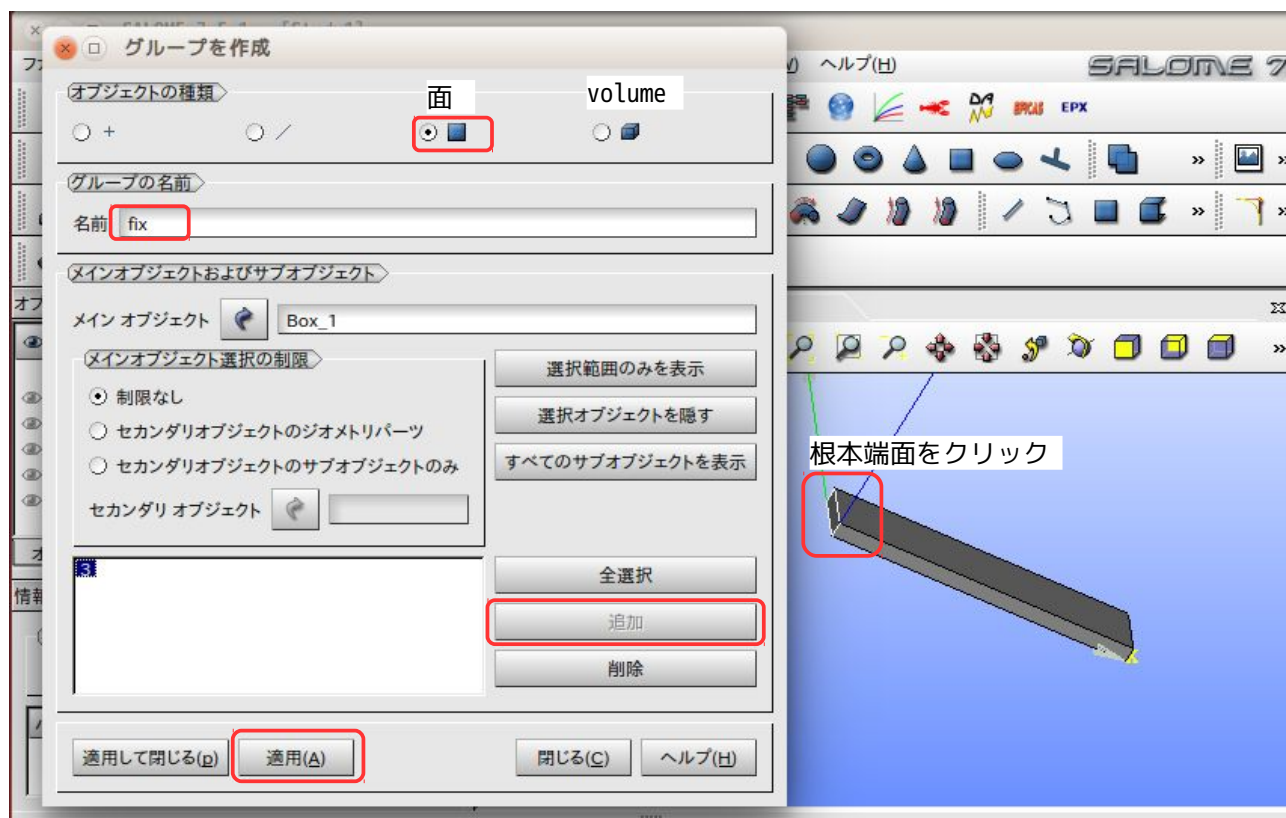 グループを作成
オブジェクトの種類
面
volume
グループの名前
名前 fix
メインオブジェクトおよびサブオブジェクト
メイン オブジェクト Box_1
メインオブジェクト選択の制限
制限なし
セカンダリオブジェクトのジオメトリパーツ
セカンダリオブジェクトのサブオブジェクトのみ
セカンダリ オブジェクト
選択範囲のみを表示
選択オブジェクトを隠す
すべてのサブオブジェクトを表示
3
全選択
追加
削除
適用して閉じる(p)
適用(A)
閉じる(C)
ヘルプ(H)
ヘルプ(H)
SALOME 7
EPX
根本端面をクリック
X